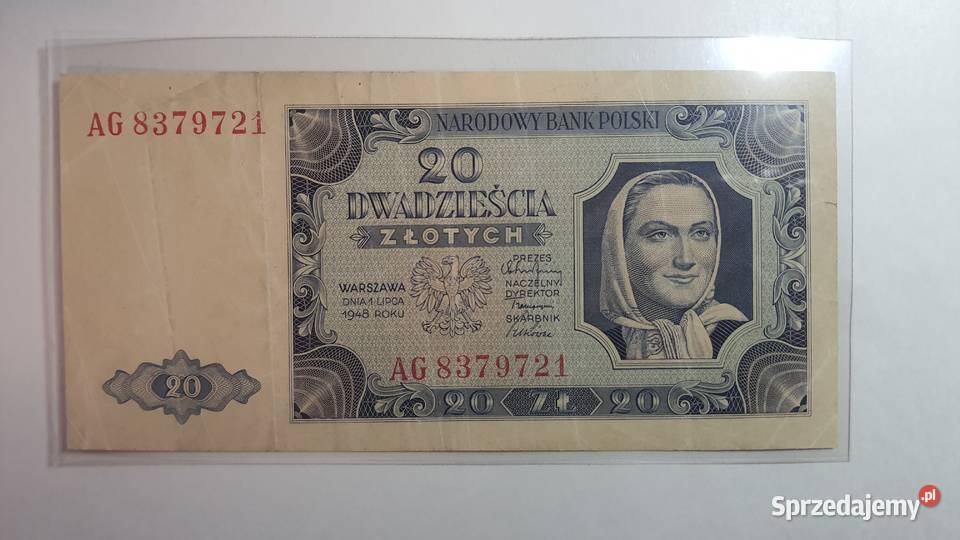 AG 8379721
NARODOWY BANK POLSKI
20
DWADZIEŚCIA
ZŁOTYCH
WARSZAWA
DNIA 1 LIPCA
1948 ROKU
PREZES
NACZELNY
DYREKTOR
SKARBNIK
AG 8379721
20
20 ZŁ 20
Sprzedajemy.pl